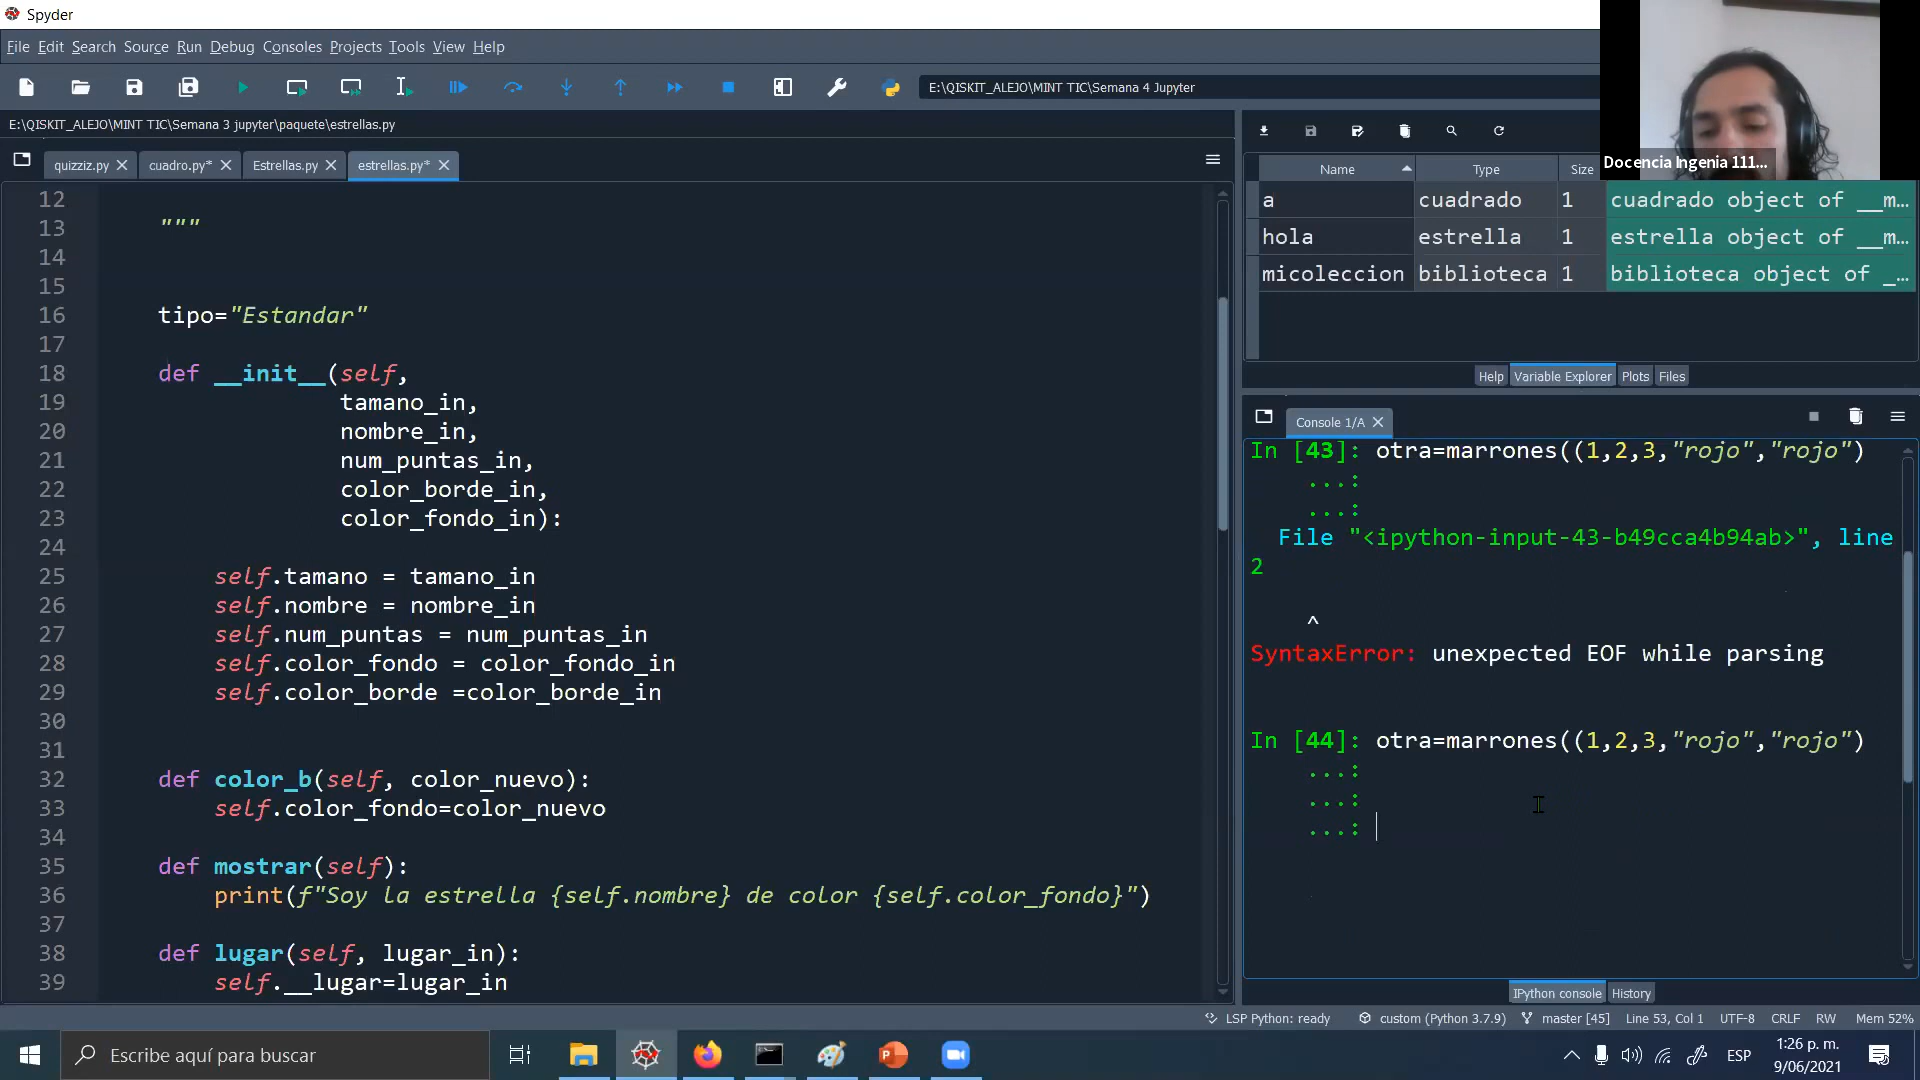 Spyder
File Edit Search Source Run Debug Consoles Projects Tools View Help
E:\QISKIT_ALEJO\MINT TIC\Semana 4 Jupyter
E:\QISKIT_ALEJO\MINT TIC\Semana 3 jupyter\paquete\estrellas.py
quizziz.py
cuadro.py*
Estrellas.py
estrellas.py*
12
13 """
14
15
16 tipo="Estandar"
17
18 def __init__(self,
19 tamano_in,
20 nombre_in,
21 num_puntas_in,
22 color_borde_in,
23 color_fondo_in):
24
25 self.tamano = tamano_in
26 self.nombre = nombre_in
27 self.num_puntas = num_puntas_in
28 self.color_fondo = color_fondo_in
29 self.color_borde =color_borde_in
30
31
32 def color_b(self, color_nuevo):
33 self.color_fondo=color_nuevo
34
35 def mostrar(self):
36 print(f"Soy la estrella {self.nombre} de color {self.color_fondo}")
37
38 def lugar(self, lugar_in):
39 self.__lugar=lugar_in
Docencia Ingenia 111...
Name Type Size
a cuadrado 1 cuadrado object of __m...
hola estrella 1 estrella object of __m...
micoleccion biblioteca 1 biblioteca object of _...
Help Variable Explorer Plots Files
Console 1/A
In [43]: otra=marrones((1,2,3,"rojo","rojo")
...:
...:
File "<ipython-input-43-b49cca4b94ab>", line
2
^
SyntaxError: unexpected EOF while parsing
In [44]: otra=marrones((1,2,3,"rojo","rojo")
...:
...:
...:
IPython console History
LSP Python: ready custom (Python 3.7.9) master [45] Line 53, Col 1 UTF-8 CRLF RW Mem 52%
Escribe aquí para buscar
ESP
1:26 p. m.
9/06/2021